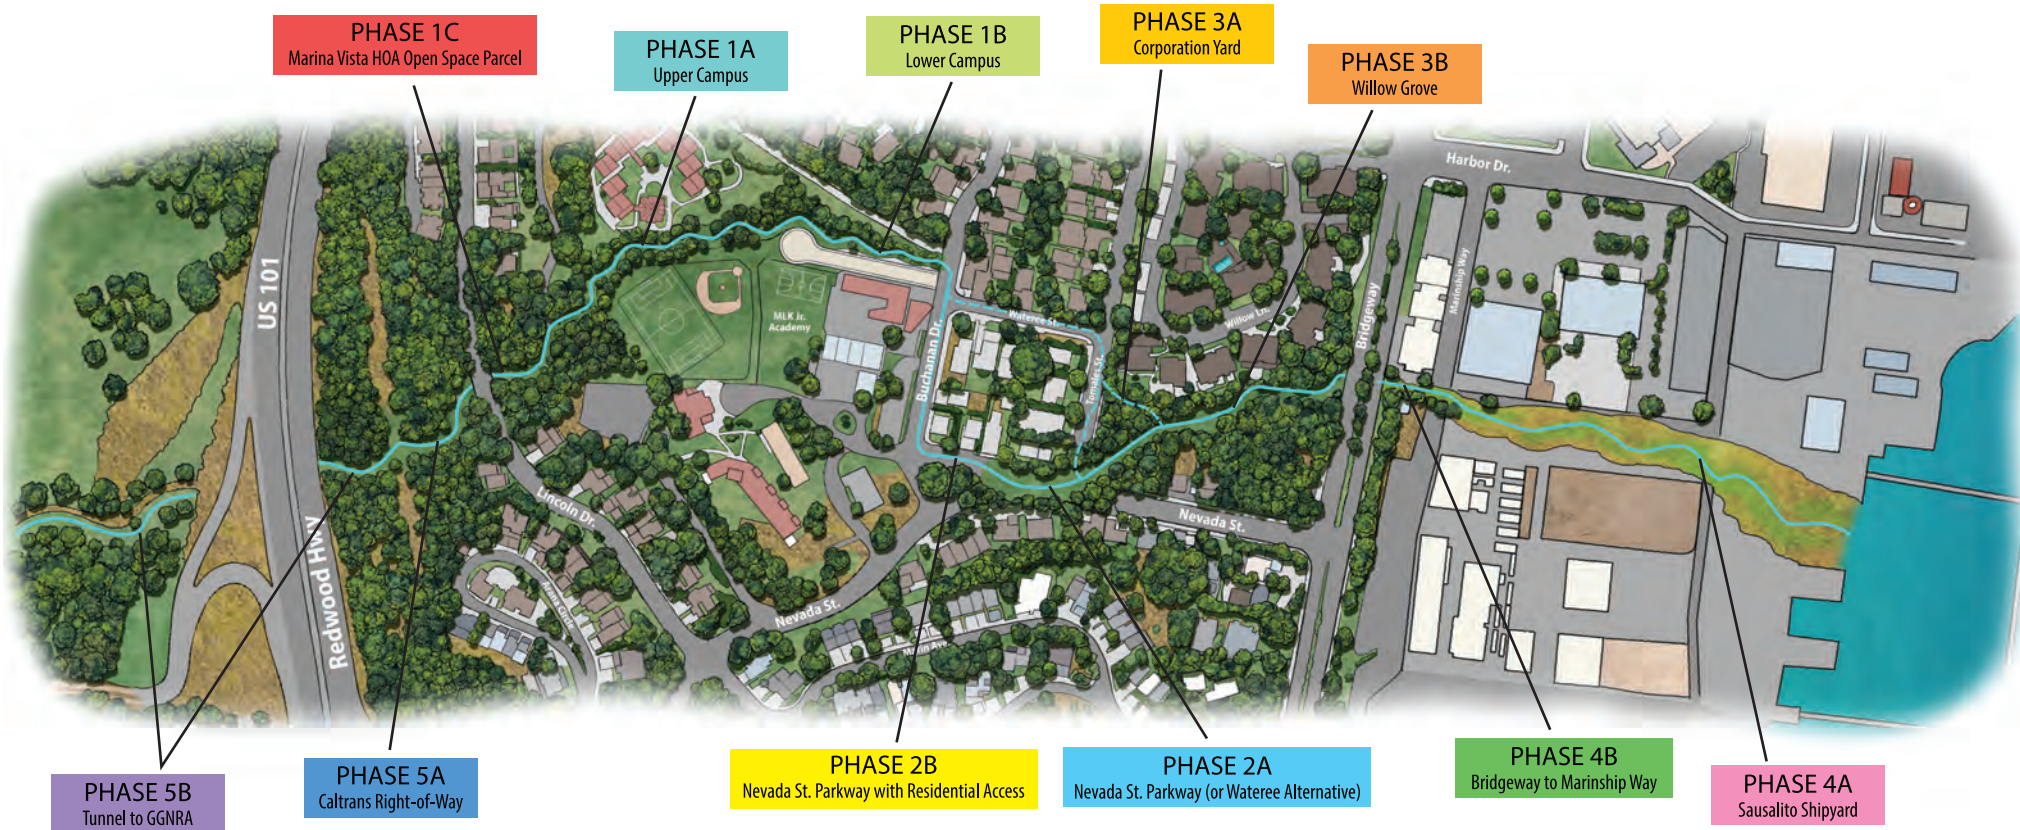 PHASE 1C
Marina Vista HOA Open Space Parcel
PHASE 1A
Upper Campus
PHASE 1B
Lower Campus
PHASE 3A
Corporation Yard
PHASE 3B
Willow Grove
Harbor Dr.
US 101
Marinship Way
Bridgeway
MLK Jr.
Academy
Wateree St.
Willow Ln.
Buchanan Dr.
Tomales St.
Lincoln Dr.
Nevada St.
Redwood Hwy
Nevada St.
Marin Ave.
PHASE 5B
Tunnel to GGNRA
PHASE 5A
Caltrans Right-of-Way
PHASE 2B
Nevada St. Parkway with Residential Access
PHASE 2A
Nevada St. Parkway (or Wateree Alternative)
PHASE 4B
Bridgeway to Marinship Way
PHASE 4A
Sausalito Shipyard